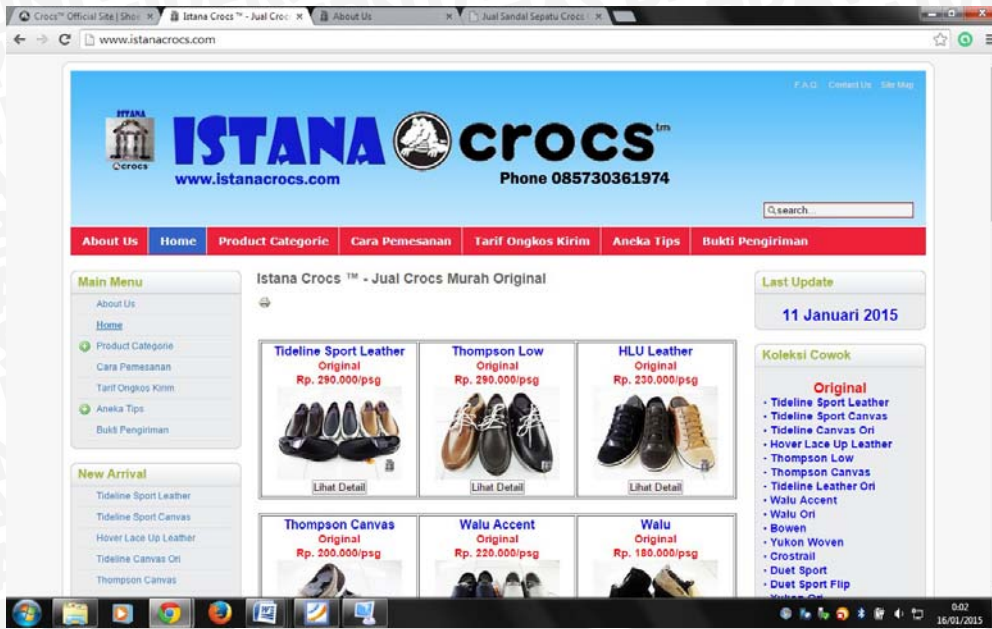 Crocs™ Official Site | Shoe
Istana Crocs ™ - Jual Croc
About Us
Jual Sandal Sepatu Crocs
www.istanacrocs.com
F.A.Q. Contact Us Site Map
ISTANA
crocs
ISTANA crocs™
www.istanacrocs.com
Phone 085730361974
search...
About Us Home Product Categorie Cara Pemesanan Tarif Ongkos Kirim Aneka Tips Bukti Pengiriman
Main Menu
About Us
Home
Product Categorie
Cara Pemesanan
Tarif Ongkos Kirim
Aneka Tips
Bukti Pengiriman
New Arrival
Tideline Sport Leather
Tideline Sport Canvas
Hover Lace Up Leather
Tideline Canvas Ori
Thompson Canvas
Istana Crocs ™ - Jual Crocs Murah Original
Tideline Sport Leather
Original
Rp. 290.000/psg
Lihat Detail
Thompson Low
Original
Rp. 290.000/psg
Lihat Detail
HLU Leather
Original
Rp. 230.000/psg
Lihat Detail
Thompson Canvas
Original
Rp. 200.000/psg
Walu Accent
Original
Rp. 220.000/psg
Walu
Original
Rp. 180.000/psg
Last Update
11 Januari 2015
Koleksi Cowok
Original
· Tideline Sport Leather
· Tideline Sport Canvas
· Tideline Canvas Ori
· Hover Lace Up Leather
· Thompson Low
· Thompson Canvas
· Tideline Leather Ori
· Walu Accent
· Walu Ori
· Bowen
· Yukon Woven
· Crostrail
· Duet Sport
· Duet Sport Flip
· Yukon Ori
0:02
16/01/2015